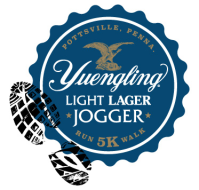 POTTSVILLE, PENNA.
Yuengling
LIGHT LAGER
JOGGER
RUN 5K WALK